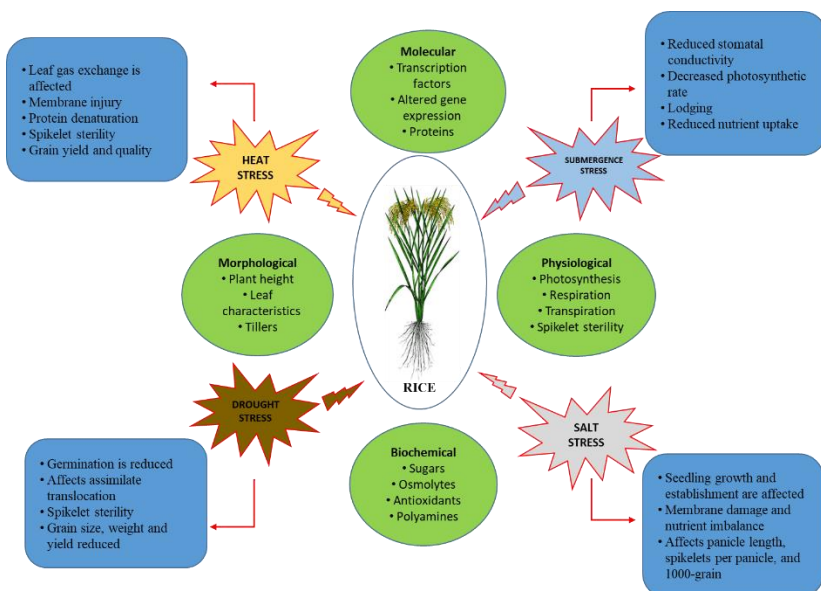 • Leaf gas exchange is
affected
• Membrane injury
• Protein denaturation
• Spikelet sterility
• Grain yield and quality
HEAT
STRESS
Molecular
• Transcription
factors
• Altered gene
expression
• Proteins
• Reduced stomatal
conductivity
• Decreased photosynthetic
rate
• Lodging
• Reduced nutrient uptake
SUBMERGENCE
STRESS
Morphological
• Plant height
• Leaf
characteristics
• Tillers
RICE
Physiological
• Photosynthesis
• Respiration
• Transpiration
• Spikelet sterility
DROUGHT
STRESS
• Germination is reduced
• Affects assimilate
translocation
• Spikelet sterility
• Grain size, weight and
yield reduced
Biochemical
• Sugars
• Osmolytes
• Antioxidants
• Polyamines
SALT
STRESS
• Seedling growth and
establishment are affected
• Membrane damage and
nutrient imbalance
• Affects panicle length,
spikelets per panicle, and
1000-grain